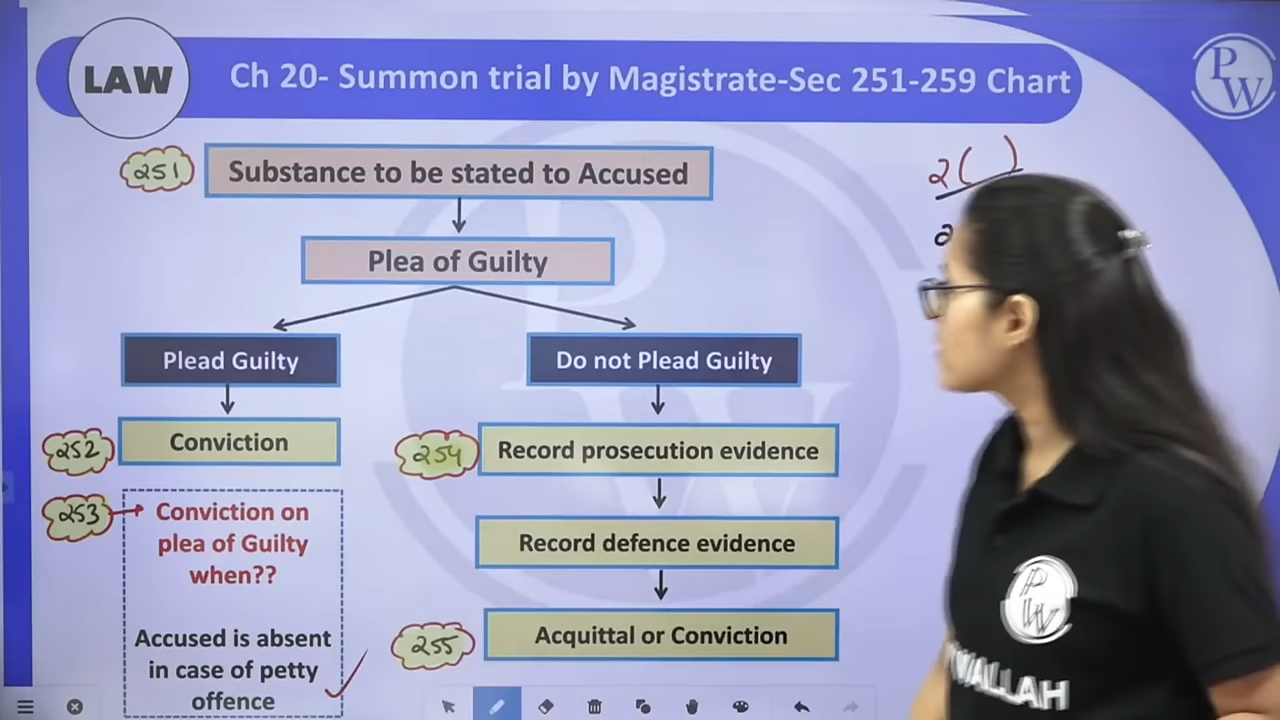 LAW
Ch 20- Summon trial by Magistrate-Sec 251-259 Chart
PW
251
Substance to be stated to Accused
2( )
2
Plea of Guilty
Plead Guilty
Do not Plead Guilty
252
Conviction
254
Record prosecution evidence
253
Conviction on
plea of Guilty
when??
Record defence evidence
Accused is absent
in case of petty
offence
255
Acquittal or Conviction
PW
WALLAH